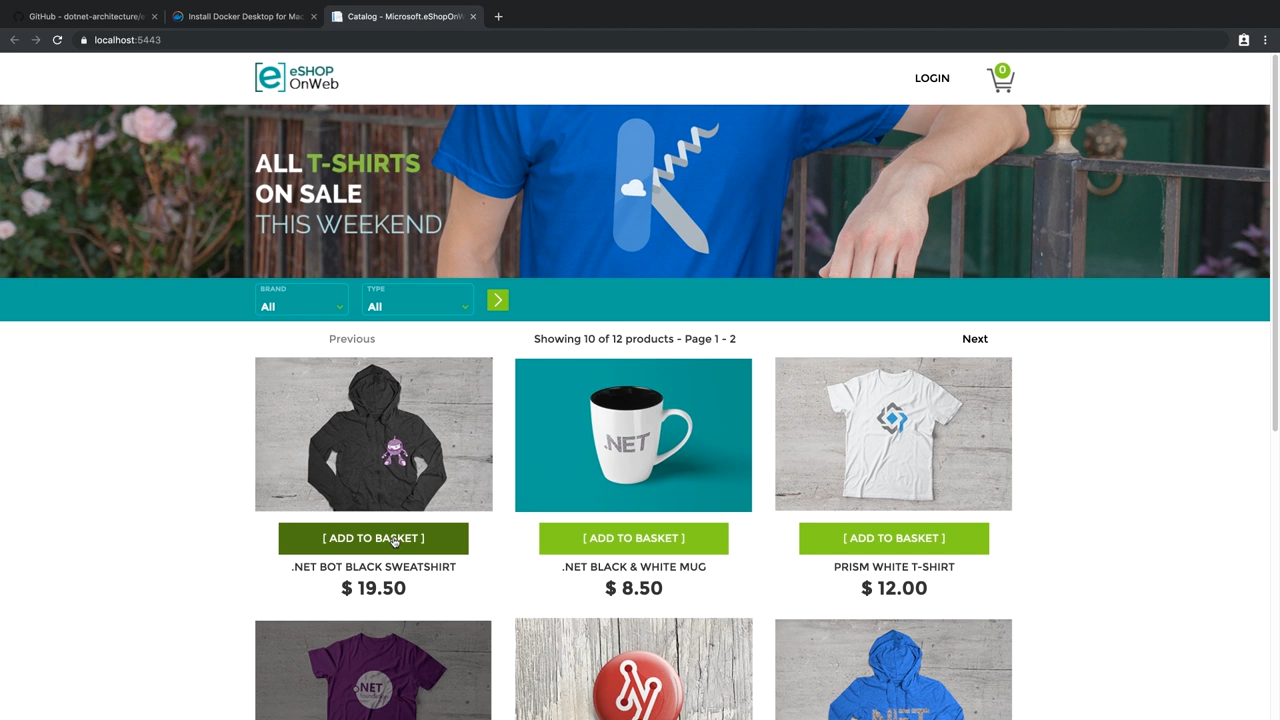 GitHub - dotnet-architecture/e
Install Docker Desktop for Mac
Catalog - Microsoft.eShopOnW
localhost:5443
eSHOP
OnWeb
LOGIN
0
ALL T-SHIRTS
ON SALE
THIS WEEKEND
BRAND
All
TYPE
All
Previous
Showing 10 of 12 products - Page 1 - 2
Next
.NET
[ ADD TO BASKET ]
[ ADD TO BASKET ]
[ ADD TO BASKET ]
.NET BOT BLACK SWEATSHIRT
.NET BLACK & WHITE MUG
PRISM WHITE T-SHIRT
$ 19.50
$ 8.50
$ 12.00
.NET
foundation
.NET